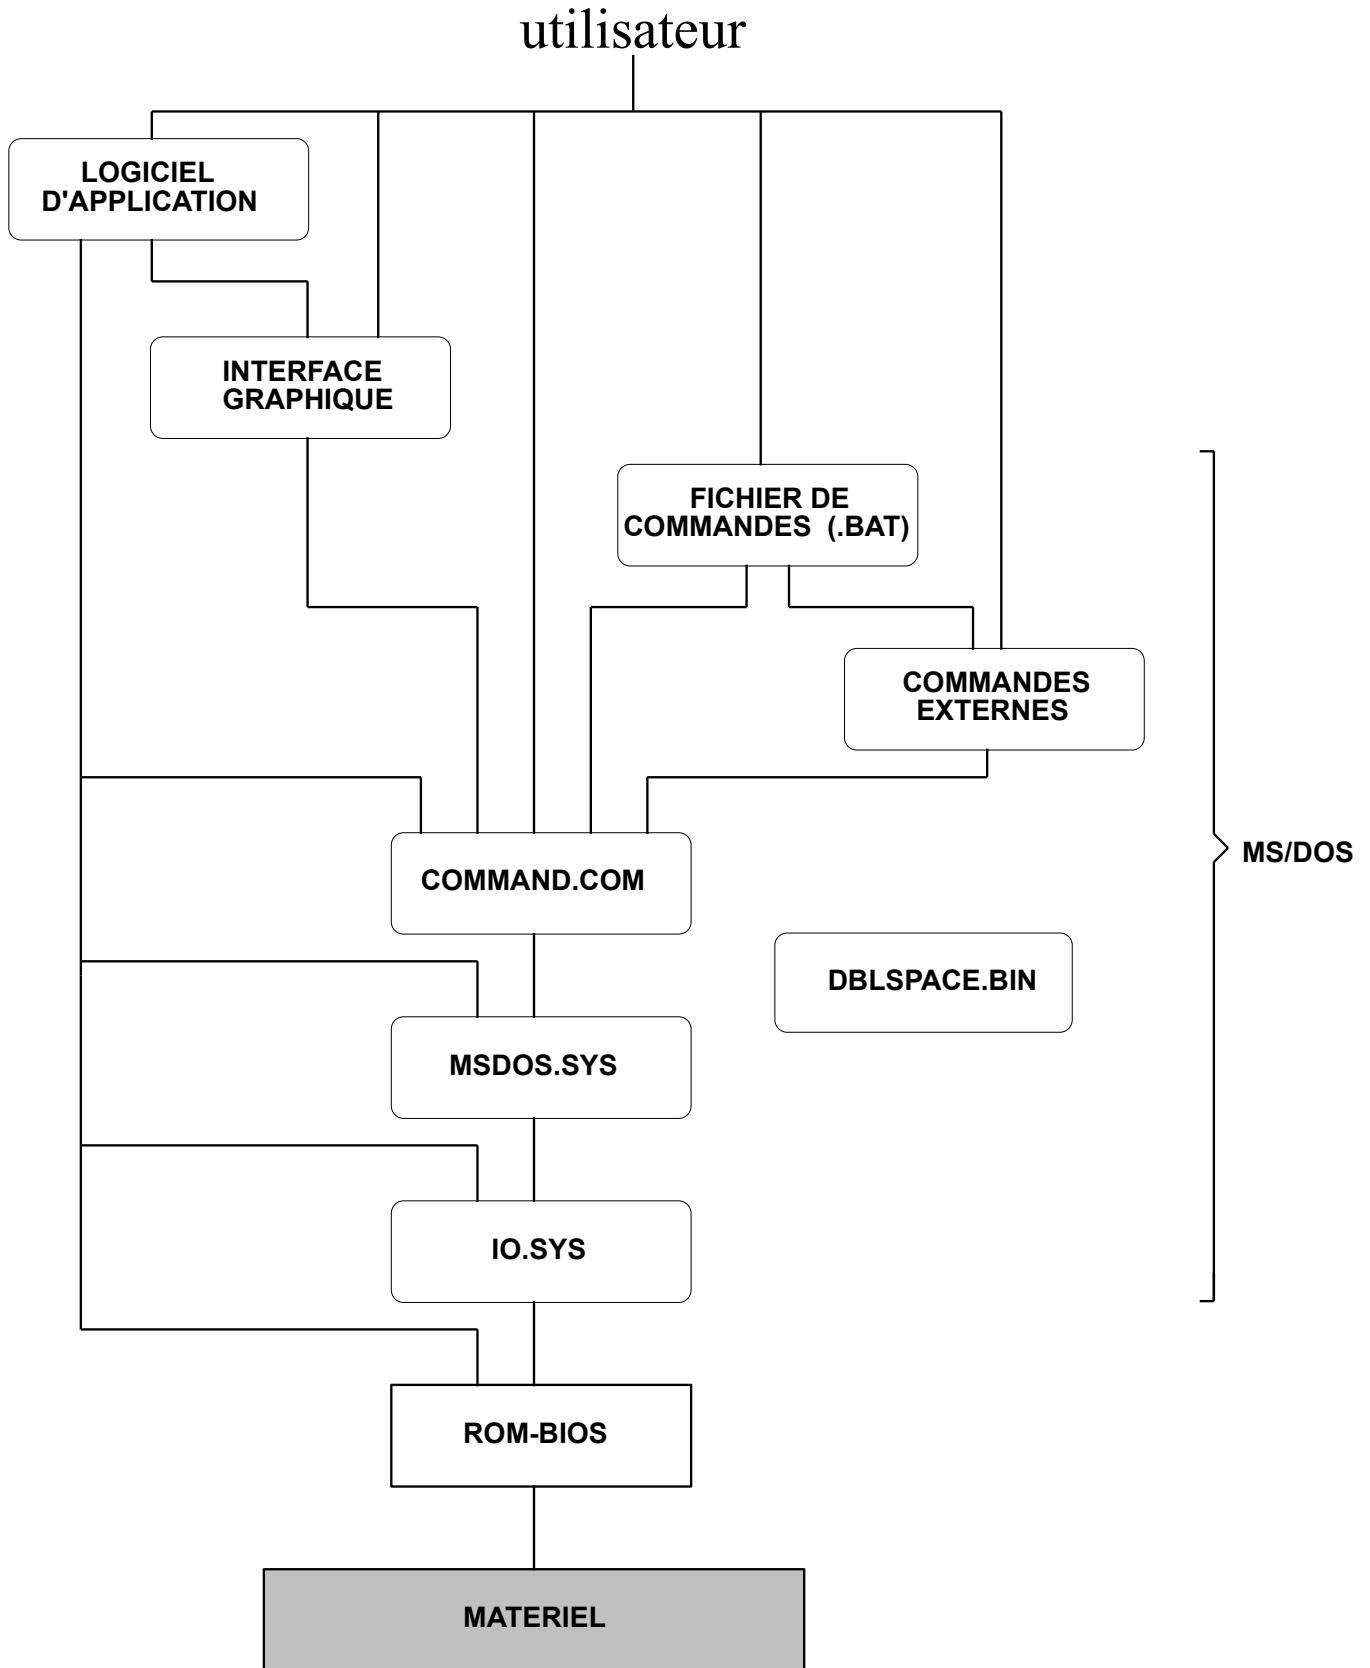 utilisateur
LOGICIEL
D'APPLICATION
INTERFACE
GRAPHIQUE
FICHIER DE
COMMANDES (.BAT)
COMMANDES
EXTERNES
MS/DOS
COMMAND.COM
DBLSPACE.BIN
MSDOS.SYS
IO.SYS
ROM-BIOS
MATERIEL